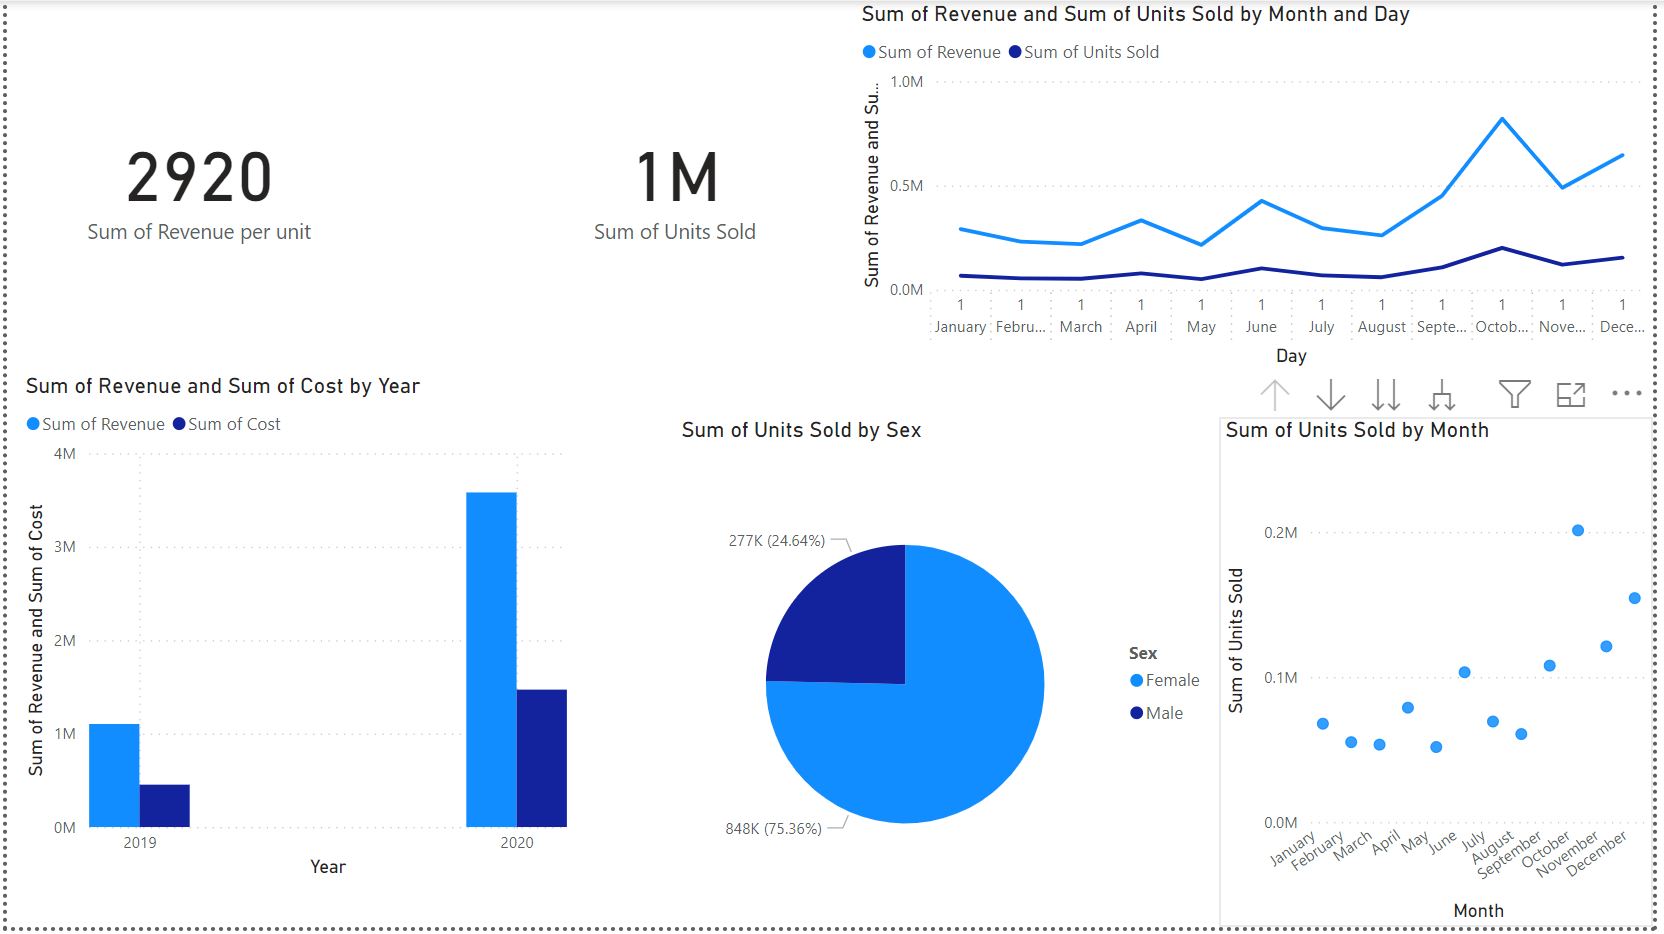 2920
Sum of Revenue per unit
1M
Sum of Units Sold
Sum of Revenue and Sum of Units Sold by Month and Day
Sum of Revenue Sum of Units Sold
Sum of Revenue and Su...
1.0M
0.5M
0.0M
1 1 1 1 1 1 1 1 1 1 1 1
January Febru... March April May June July August Septe... Octob... Nove... Dece...
Day
Sum of Revenue and Sum of Cost by Year
Sum of Revenue Sum of Cost
Sum of Revenue and Sum of Cost
4M
3M
2M
1M
0M
2019 2020
Year
Sum of Units Sold by Sex
277K (24.64%)
848K (75.36%)
Sex
Female
Male
Sum of Units Sold by Month
Sum of Units Sold
0.2M
0.1M
0.0M
January February March April May June July August September October November December
Month